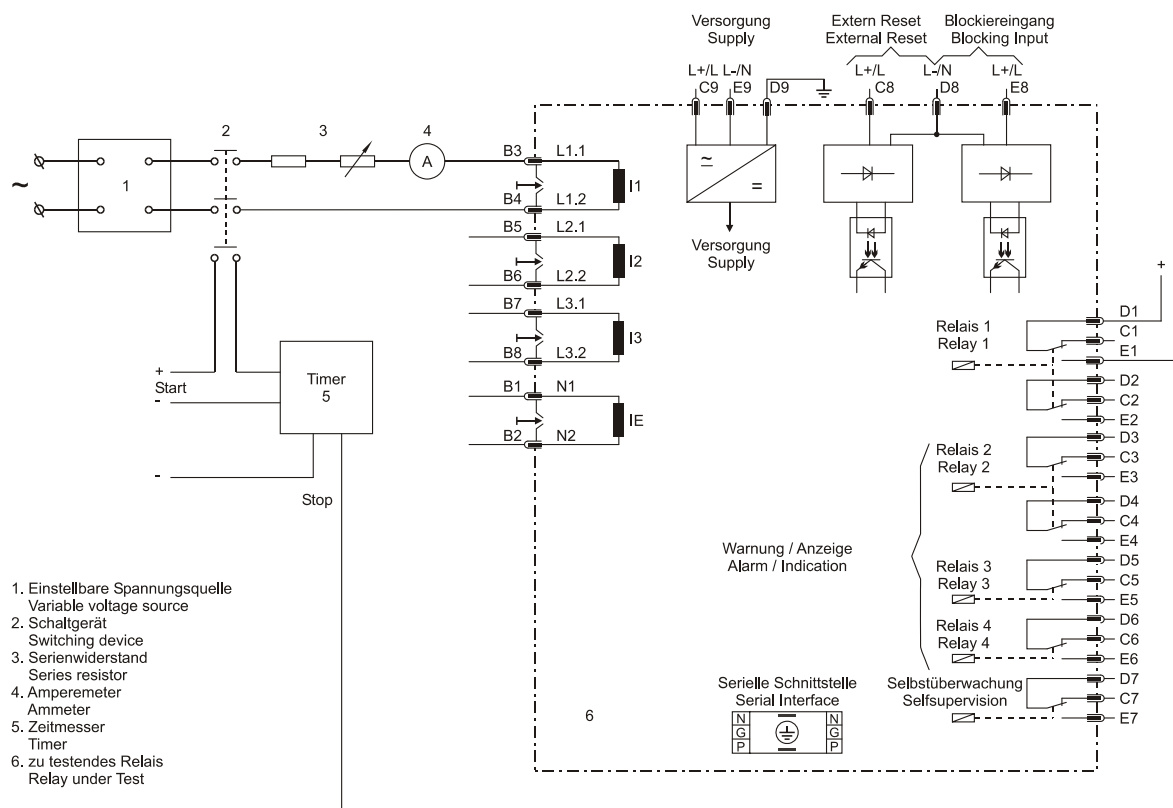 Versorgung
Supply
Extern Reset
External Reset
Blockiereingang
Blocking Input
L+/L
L-/N
C9
E9
D9
L+/L
L-/N
L+/L
C8
D8
E8
2
3
4
~
1
A
B3
L1.1
I1
B4
L1.2
B5
L2.1
I2
B6
L2.2
B7
L3.1
I3
B8
L3.2
B1
N1
IE
B2
N2
≃
=
Versorgung
Supply
+
Start
-
Timer
5
-
Stop
+
D1
C1
E1
Relais 1
Relay 1
D2
C2
E2
D3
C3
E3
Relais 2
Relay 2
D4
C4
E4
Warnung / Anzeige
Alarm / Indication
D5
C5
E5
Relais 3
Relay 3
D6
C6
E6
Relais 4
Relay 4
D7
C7
E7
Selbstüberwachung
Selfsupervision
Serielle Schnittstelle
Serial Interface
N
G
P
N
G
P
6
1. Einstellbare Spannungsquelle
Variable voltage source
2. Schaltgerät
Switching device
3. Serienwiderstand
Series resistor
4. Amperemeter
Ammeter
5. Zeitmesser
Timer
6. zu testendes Relais
Relay under Test